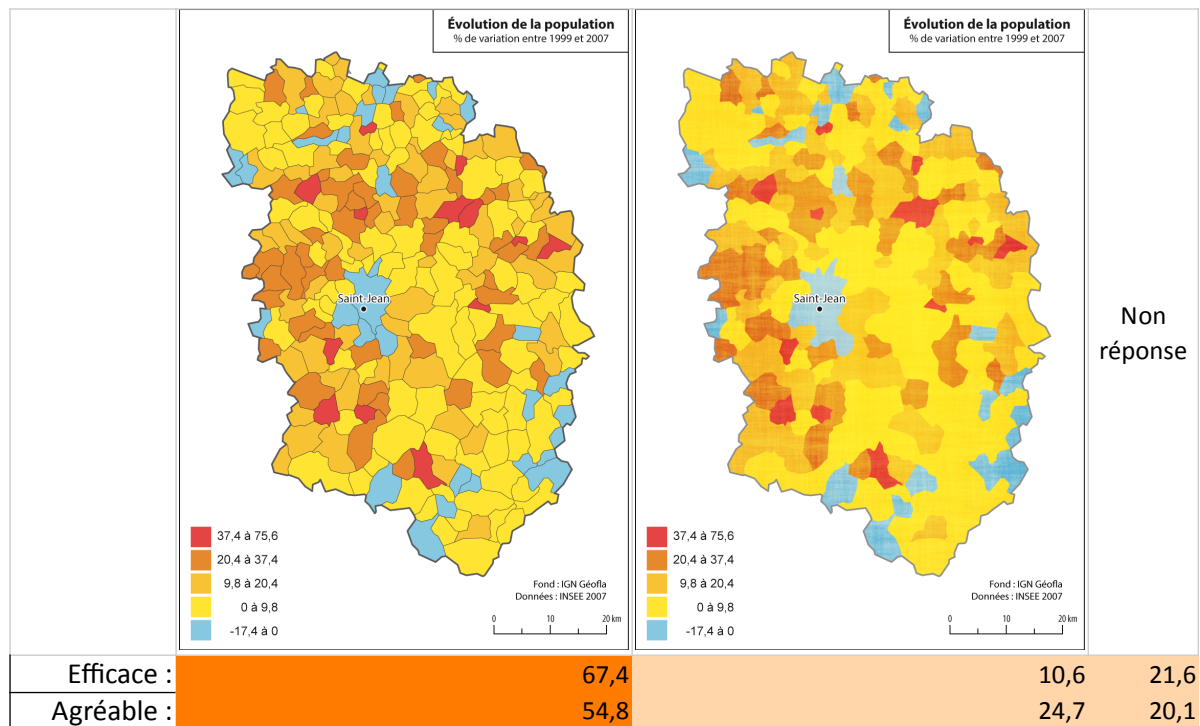 Évolution de la population
% de variation entre 1999 et 2007
Saint-Jean
37,4 à 75,6
20,4 à 37,4
9,8 à 20,4
0 à 9,8
-17,4 à 0
Fond : IGN Géofla
Données : INSEE 2007
0 10 20 km
Évolution de la population
% de variation entre 1999 et 2007
Saint-Jean
37,4 à 75,6
20,4 à 37,4
9,8 à 20,4
0 à 9,8
-17,4 à 0
Fond : IGN Géofla
Données : INSEE 2007
0 10 20 km
Non
réponse
Efficace : 67,4 10,6 21,6
Agréable : 54,8 24,7 20,1